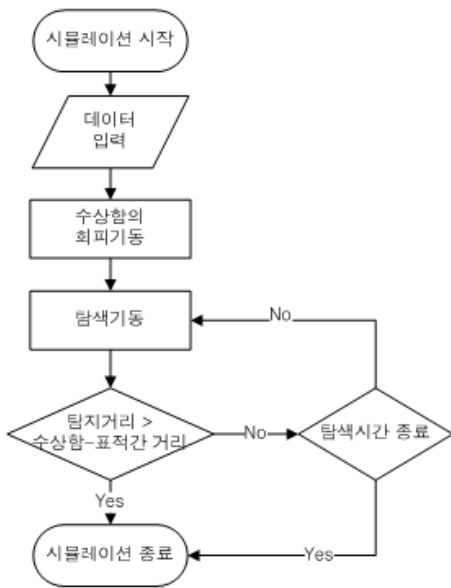 시뮬레이션 시작
데이터
입력
수상함의
회피기동
탐색기동
No
탐지거리 >
수상함-표적간 거리
No
탐색시간 종료
Yes
시뮬레이션 종료
Yes